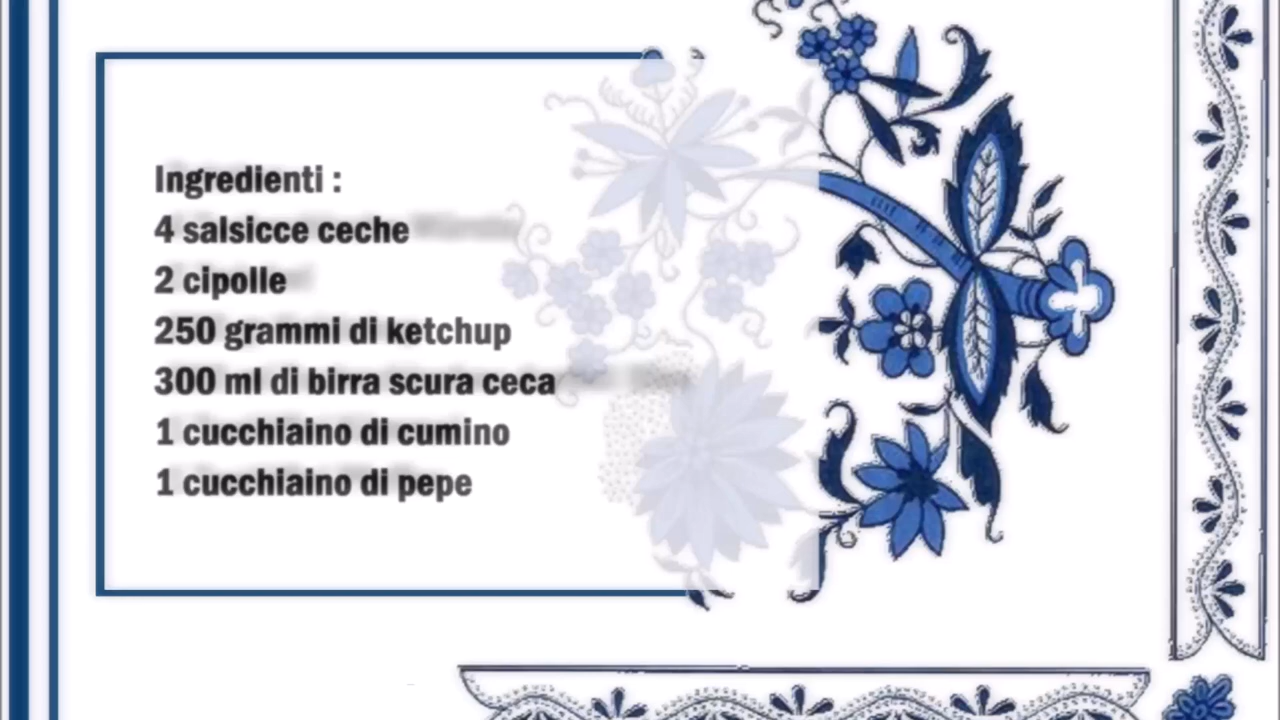 Ingredienti :
4 salsicce ceche
2 cipolle
250 grammi di ketchup
300 ml di birra scura ceca
1 cucchiaino di cumino
1 cucchiaino di pepe